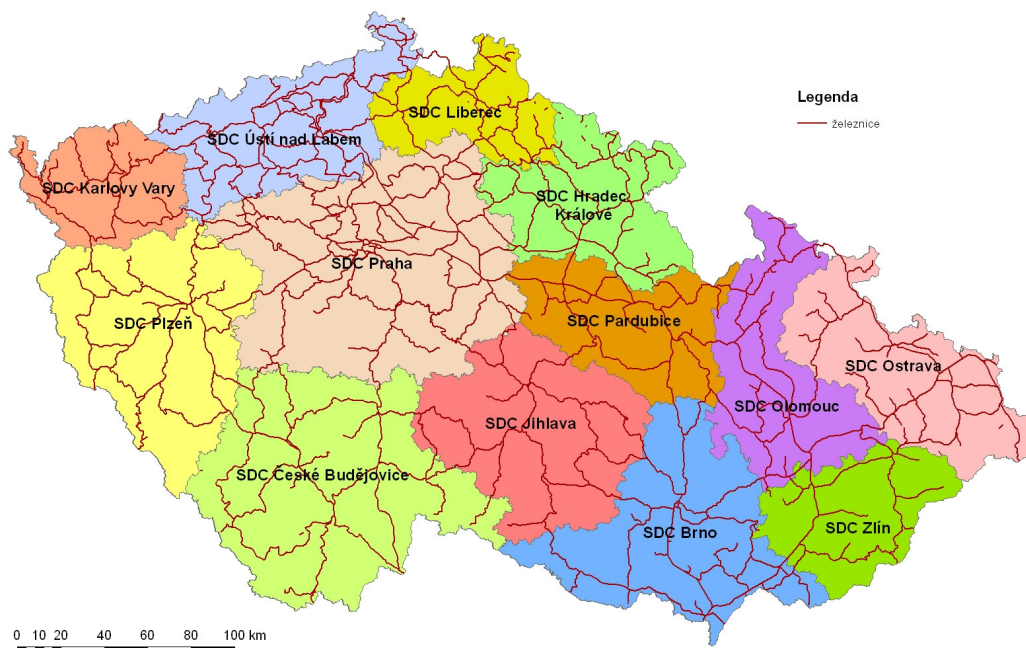 Legenda
železnice
SDC Liberec
SDC Ústí nad Labem
SDC Karlovy Vary
SDC Hradec
Králové
SDC Praha
SDC Plzeň
SDC Pardubice
SDC Ostrava
SDC Olomouc
SDC Jihlava
SDC České Budějovice
SDC Zlín
SDC Brno
0 10 20 40 60 80 100 km